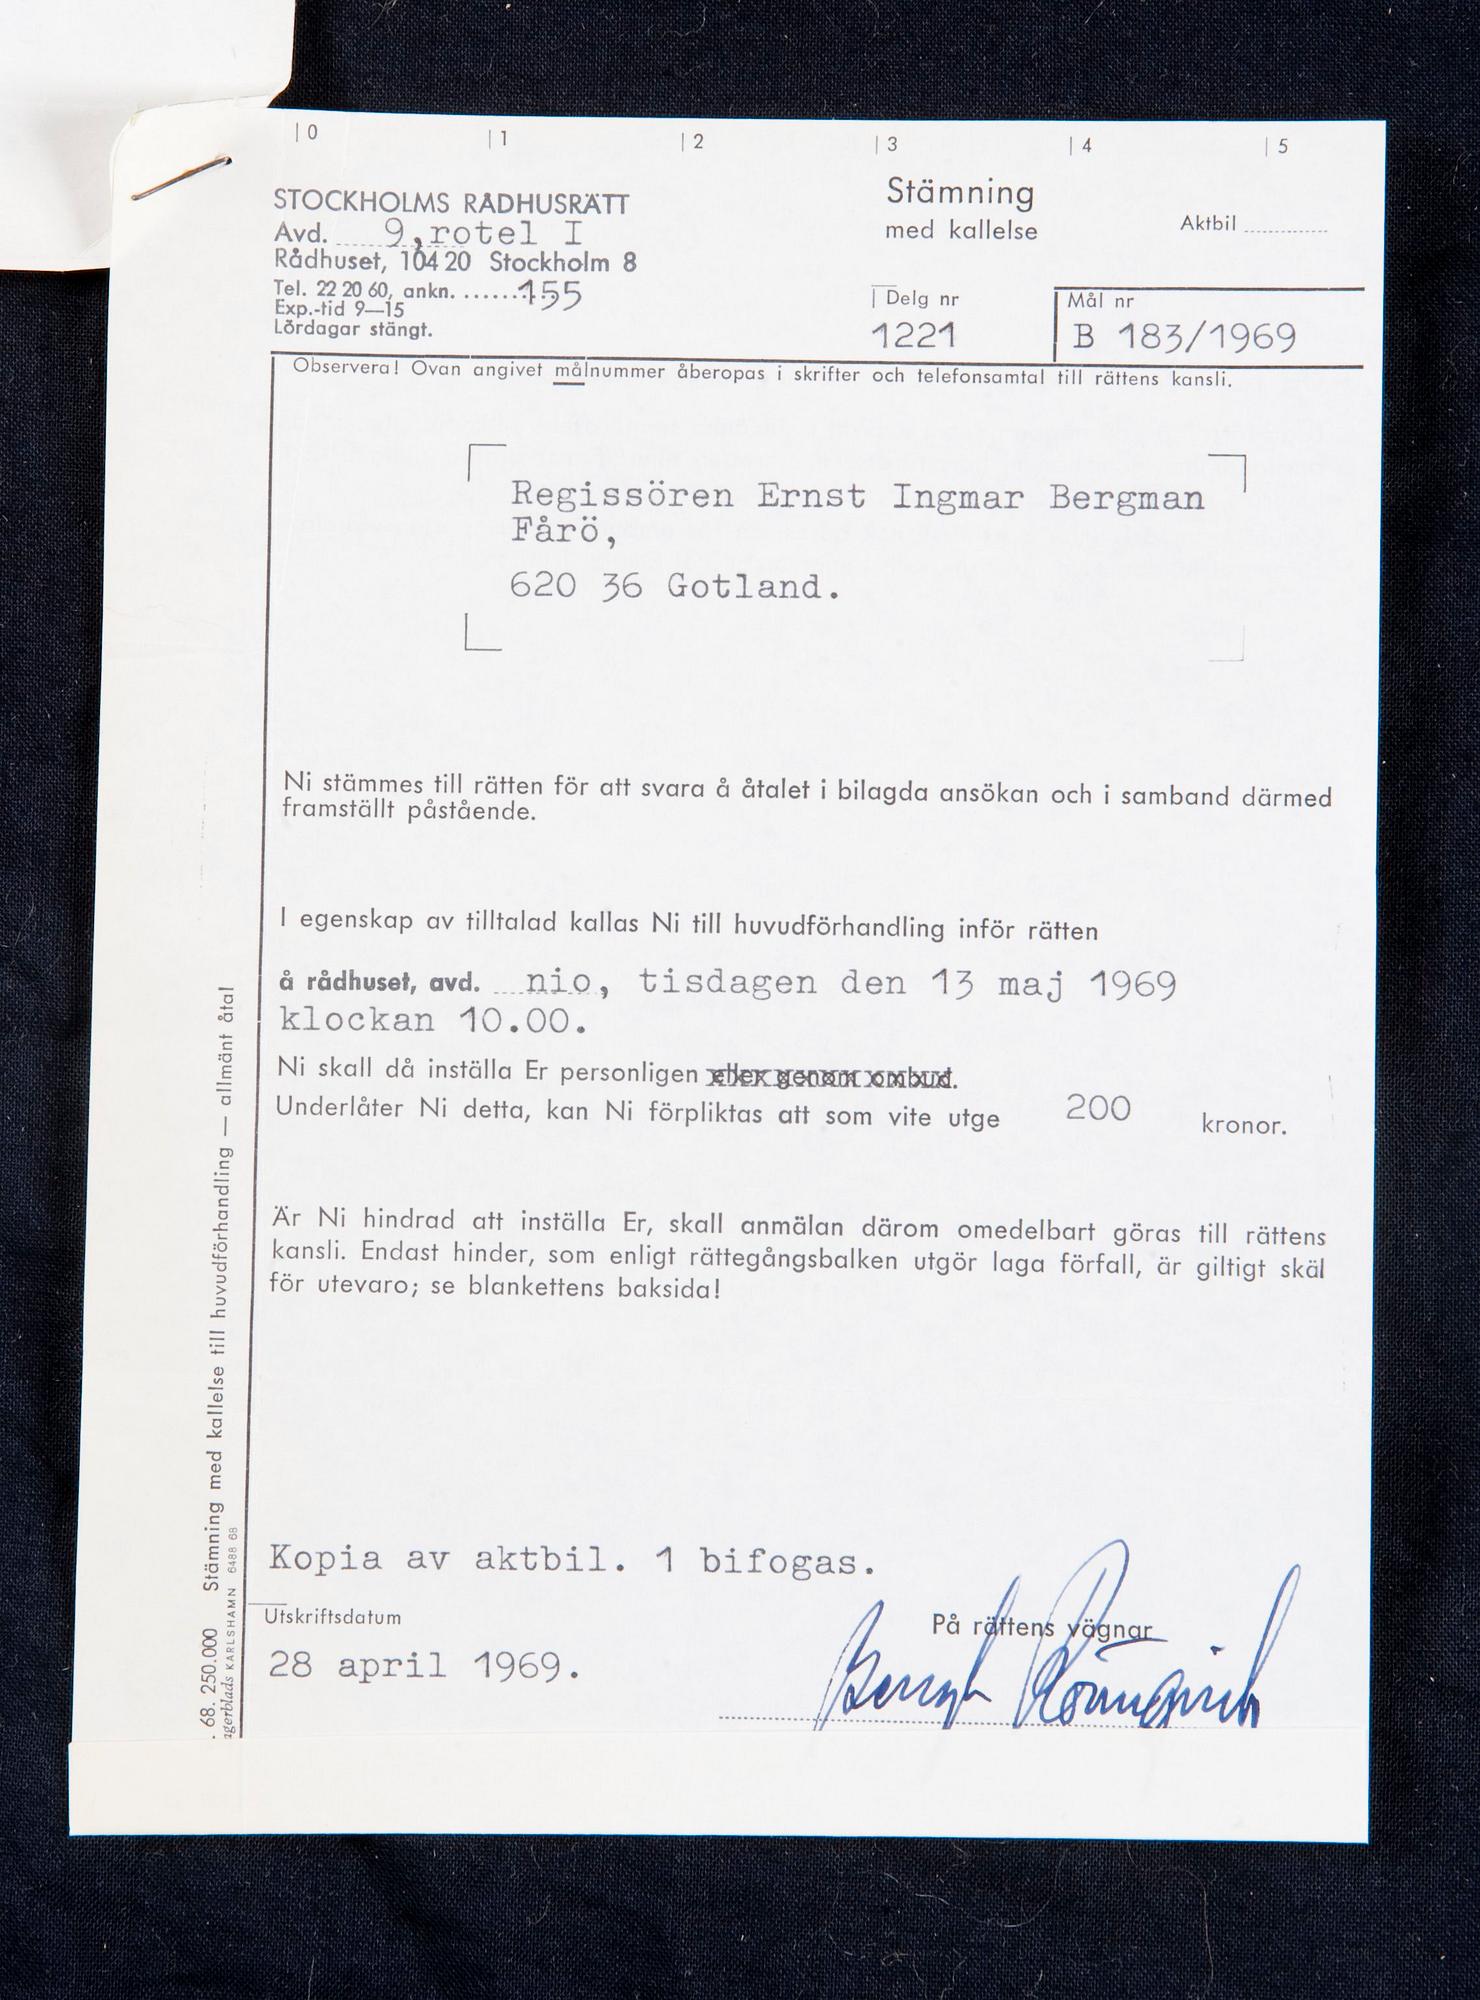 |0 |1 |2 |3 |4 |5
STOCKHOLMS RÅDHUSRÄTT
Avd. 9, rotel I
Rådhuset, 104 20 Stockholm 8
Tel. 22 20 60, ankn. ......155
Exp.-tid 9—15
Lördagar stängt.
Stämning
med kallelse
Aktbil
Delg nr
1221
Mål nr
B 183/1969
Observera! Ovan angivet målnummer åberopas i skrifter och telefonsamtal till rättens kansli.
Regissören Ernst Ingmar Bergman
Fårö,
620 36 Gotland.
Ni stämmes till rätten för att svara å åtalet i bilagda ansökan och i samband därmed
framställt påstående.
I egenskap av tilltalad kallas Ni till huvudförhandling inför rätten
å rådhuset, avd. nio, tisdagen den 13 maj 1969
klockan 10.00.
Ni skall då inställa Er personligen eller genom ombud.
Underlåter Ni detta, kan Ni förpliktas att som vite utge 200 kronor.
Är Ni hindrad att inställa Er, skall anmälan därom omedelbart göras till rättens
kansli. Endast hinder, som enligt rättegångsbalken utgör laga förfall, är giltigt skäl
för utevaro; se blankettens baksida!
Kopia av aktbil. 1 bifogas.
Utskriftsdatum
28 april 1969.
På rättens vägnar
. 68. 250.000 Stämning med kallelse till huvudförhandling — allmänt åtal
agerblads KARLSHAMN 6488 68